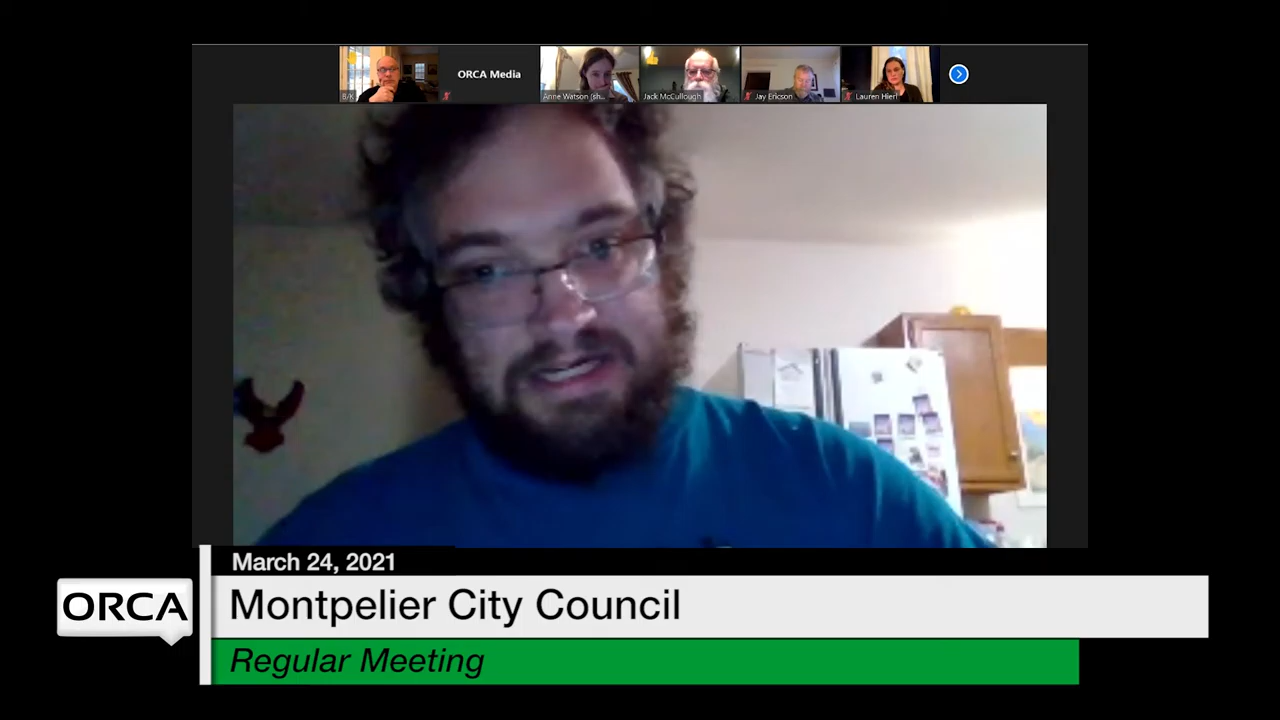 B/K
ORCA Media
Anne Watson (sh...
Jack McCullough
Jay Ericson
Lauren Hierl
March 24, 2021
ORCA
Montpelier City Council
Regular Meeting